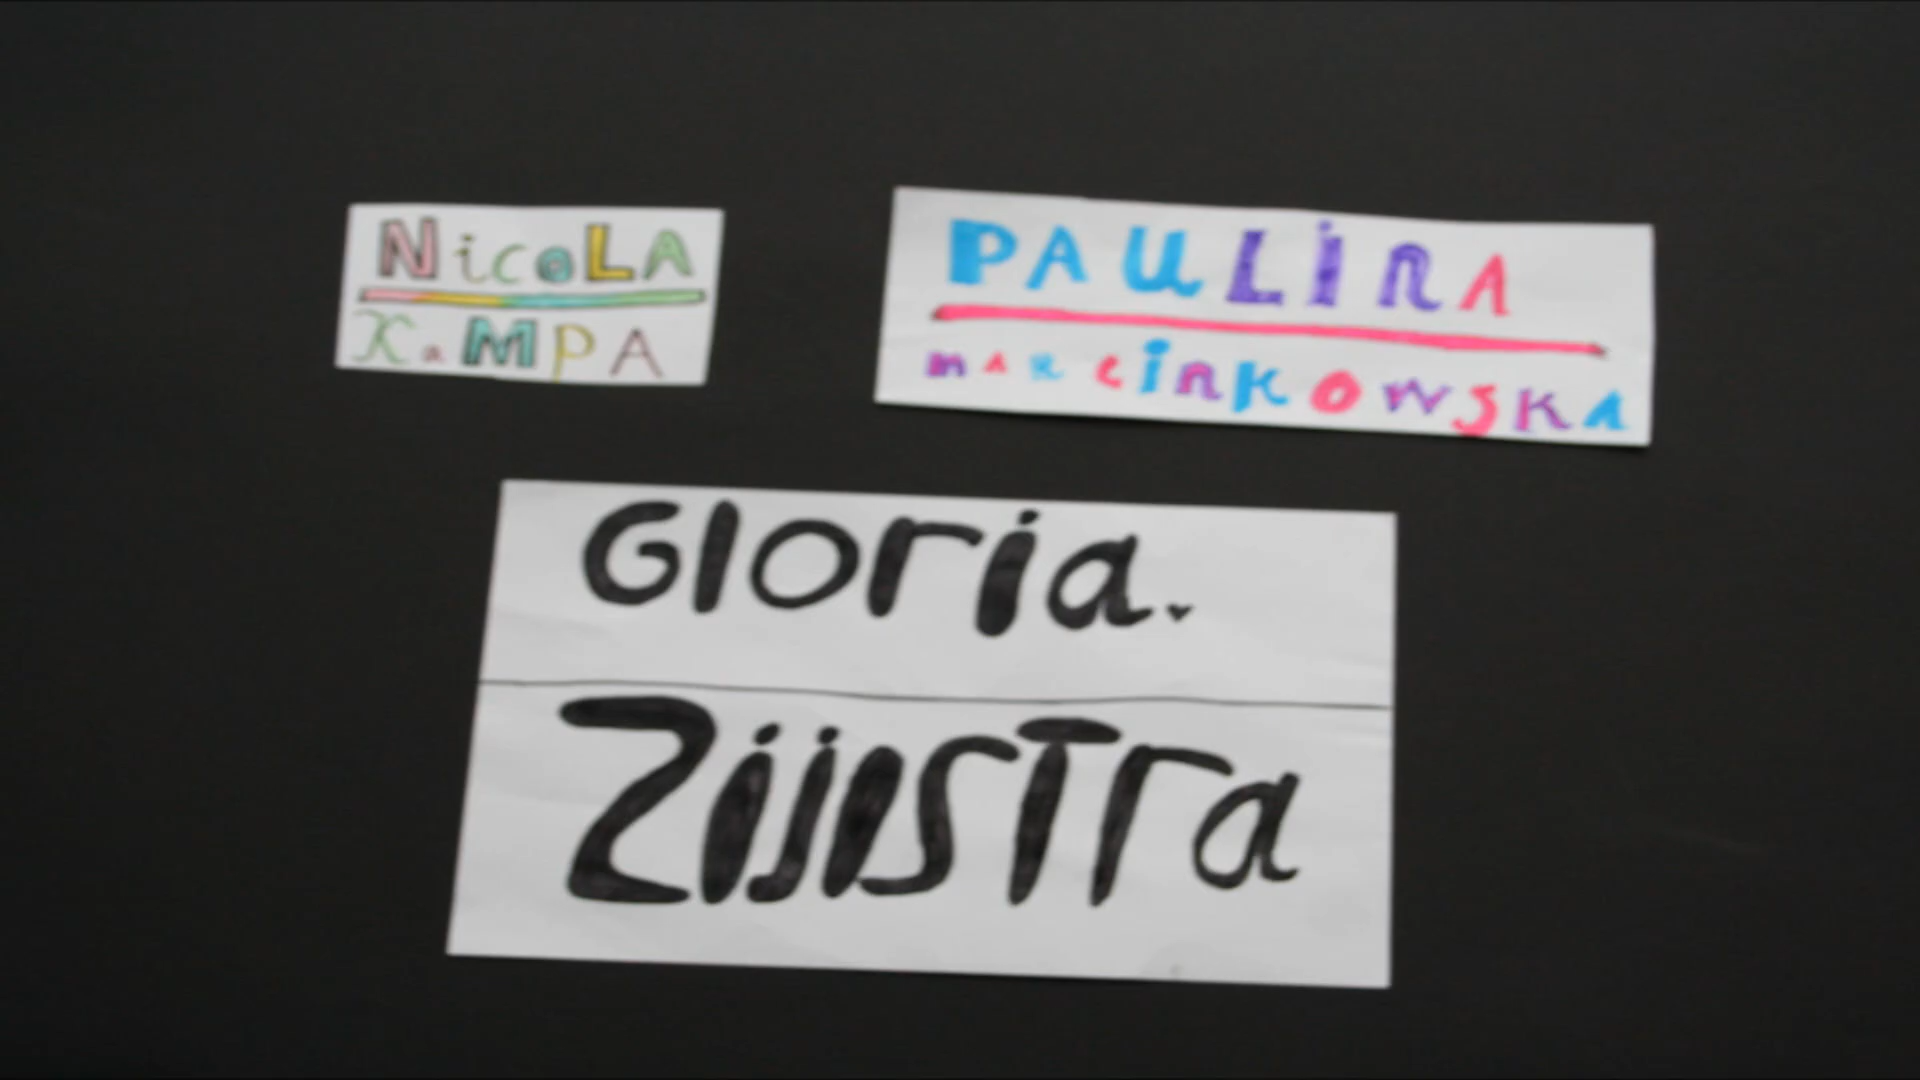 NicoLA
KaMPA
PAULiNA
MARCiNKOWSKA
Gloria.
Zijlstra